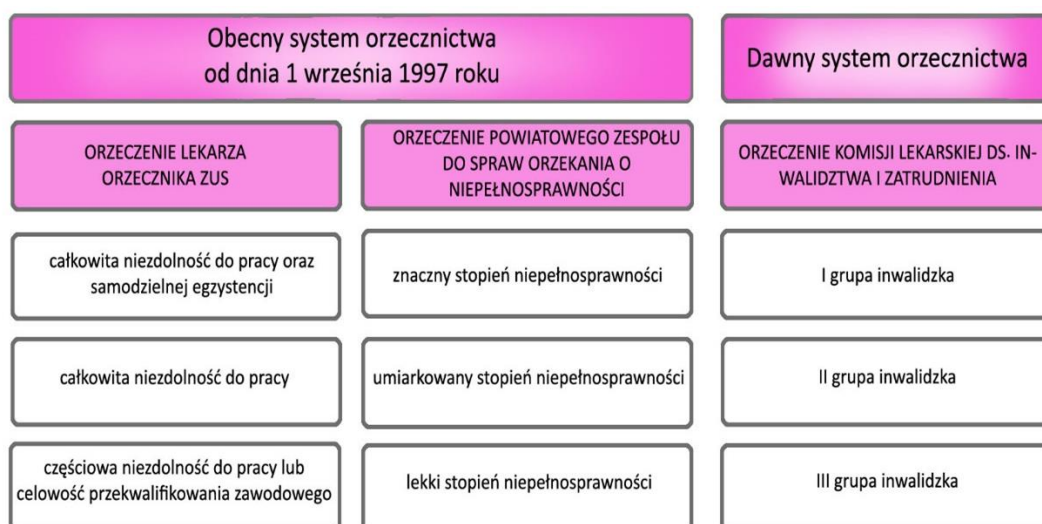 Obecny system orzecznictwa
od dnia 1 września 1997 roku
Dawny system orzecznictwa
ORZECZENIE LEKARZA
ORZECZNIKA ZUS
ORZECZENIE POWIATOWEGO ZESPOŁU
DO SPRAW ORZEKANIA O
NIEPEŁNOSPRAWNOŚCI
ORZECZENIE KOMISJI LEKARSKIEJ DS. IN-
WALIDZTWA I ZATRUDNIENIA
całkowita niezdolność do pracy oraz
samodzielnej egzystencji
znaczny stopień niepełnosprawności
I grupa inwalidzka
całkowita niezdolność do pracy
umiarkowany stopień niepełnosprawności
II grupa inwalidzka
częściowa niezdolność do pracy lub
celowość przekwalifikowania zawodowego
lekki stopień niepełnosprawności
III grupa inwalidzka